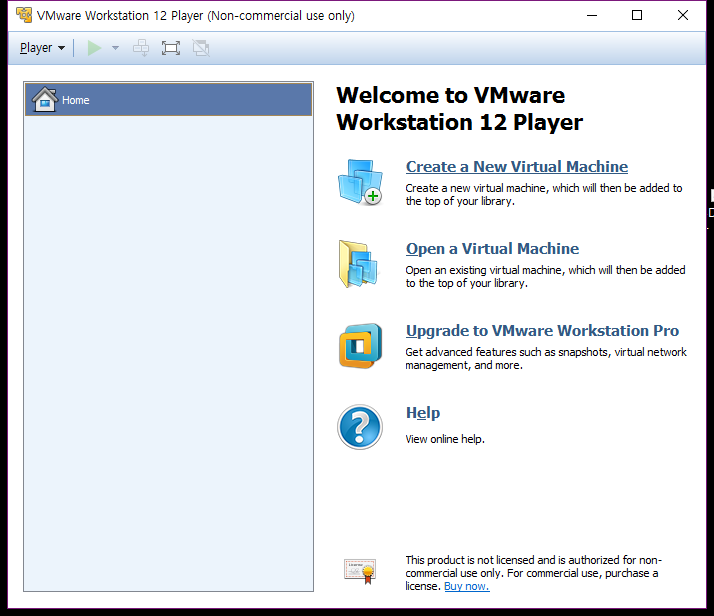 VMware Workstation 12 Player (Non-commercial use only)
Player
Home
Welcome to VMware
Workstation 12 Player
Create a New Virtual Machine
Create a new virtual machine, which will then be added to
the top of your library.
Open a Virtual Machine
Open an existing virtual machine, which will then be added
to the top of your library.
Upgrade to VMware Workstation Pro
Get advanced features such as snapshots, virtual network
management, and more.
Help
View online help.
This product is not licensed and is authorized for non-
commercial use only. For commercial use, purchase a
license. Buy now.